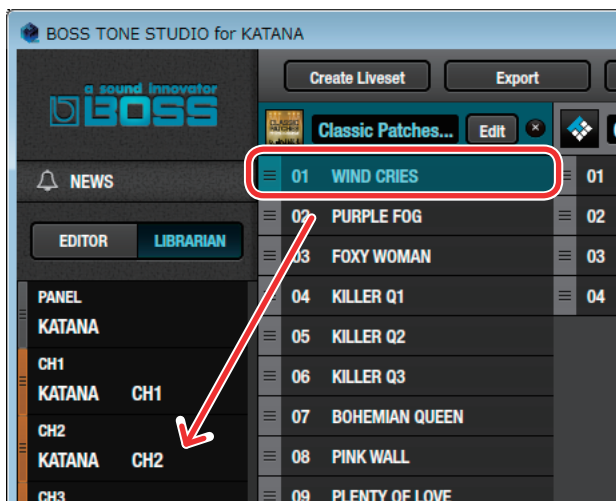 BOSS TONE STUDIO for KATANA
a sound innovator
BOSS
NEWS
EDITOR LIBRARIAN
PANEL
KATANA
CH1
KATANA CH1
CH2
KATANA CH2
CH3
Create Liveset Export
CLASSIC PATCHES
Classic Patches... Edit
01 WIND CRIES
02 PURPLE FOG
03 FOXY WOMAN
04 KILLER Q1
05 KILLER Q2
06 KILLER Q3
07 BOHEMIAN QUEEN
08 PINK WALL
09 PLENTY OF LOVE
01
02
03
04